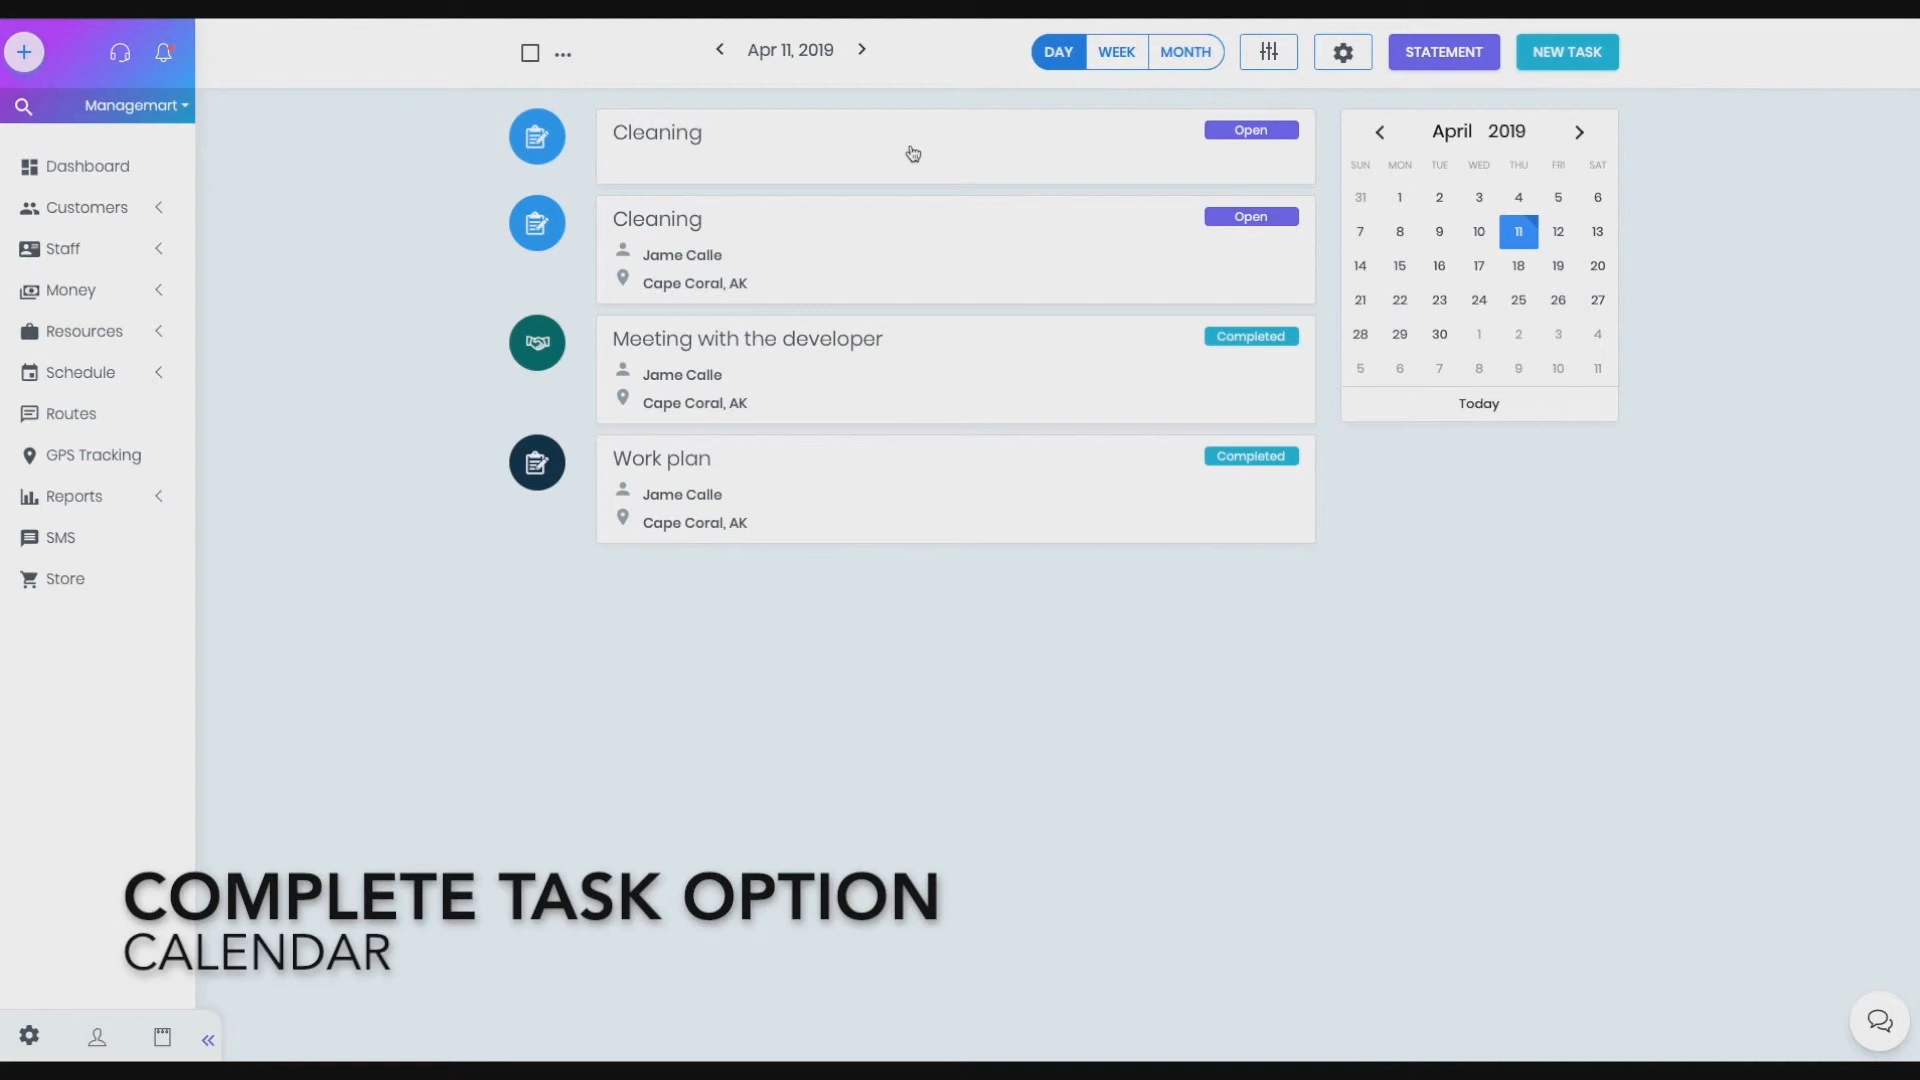 Apr 11, 2019
DAY WEEK MONTH
STATEMENT
NEW TASK
Managemart
Dashboard
Customers
Staff
Money
Resources
Schedule
Routes
GPS Tracking
Reports
SMS
Store
Cleaning
Open
Cleaning
Open
Jame Calle
Cape Coral, AK
Meeting with the developer
Completed
Jame Calle
Cape Coral, AK
Work plan
Completed
Jame Calle
Cape Coral, AK
April 2019
SUN MON TUE WED THU FRI SAT
31 1 2 3 4 5 6
7 8 9 10 11 12 13
14 15 16 17 18 19 20
21 22 23 24 25 26 27
28 29 30 1 2 3 4
5 6 7 8 9 10 11
Today
COMPLETE TASK OPTION
CALENDAR